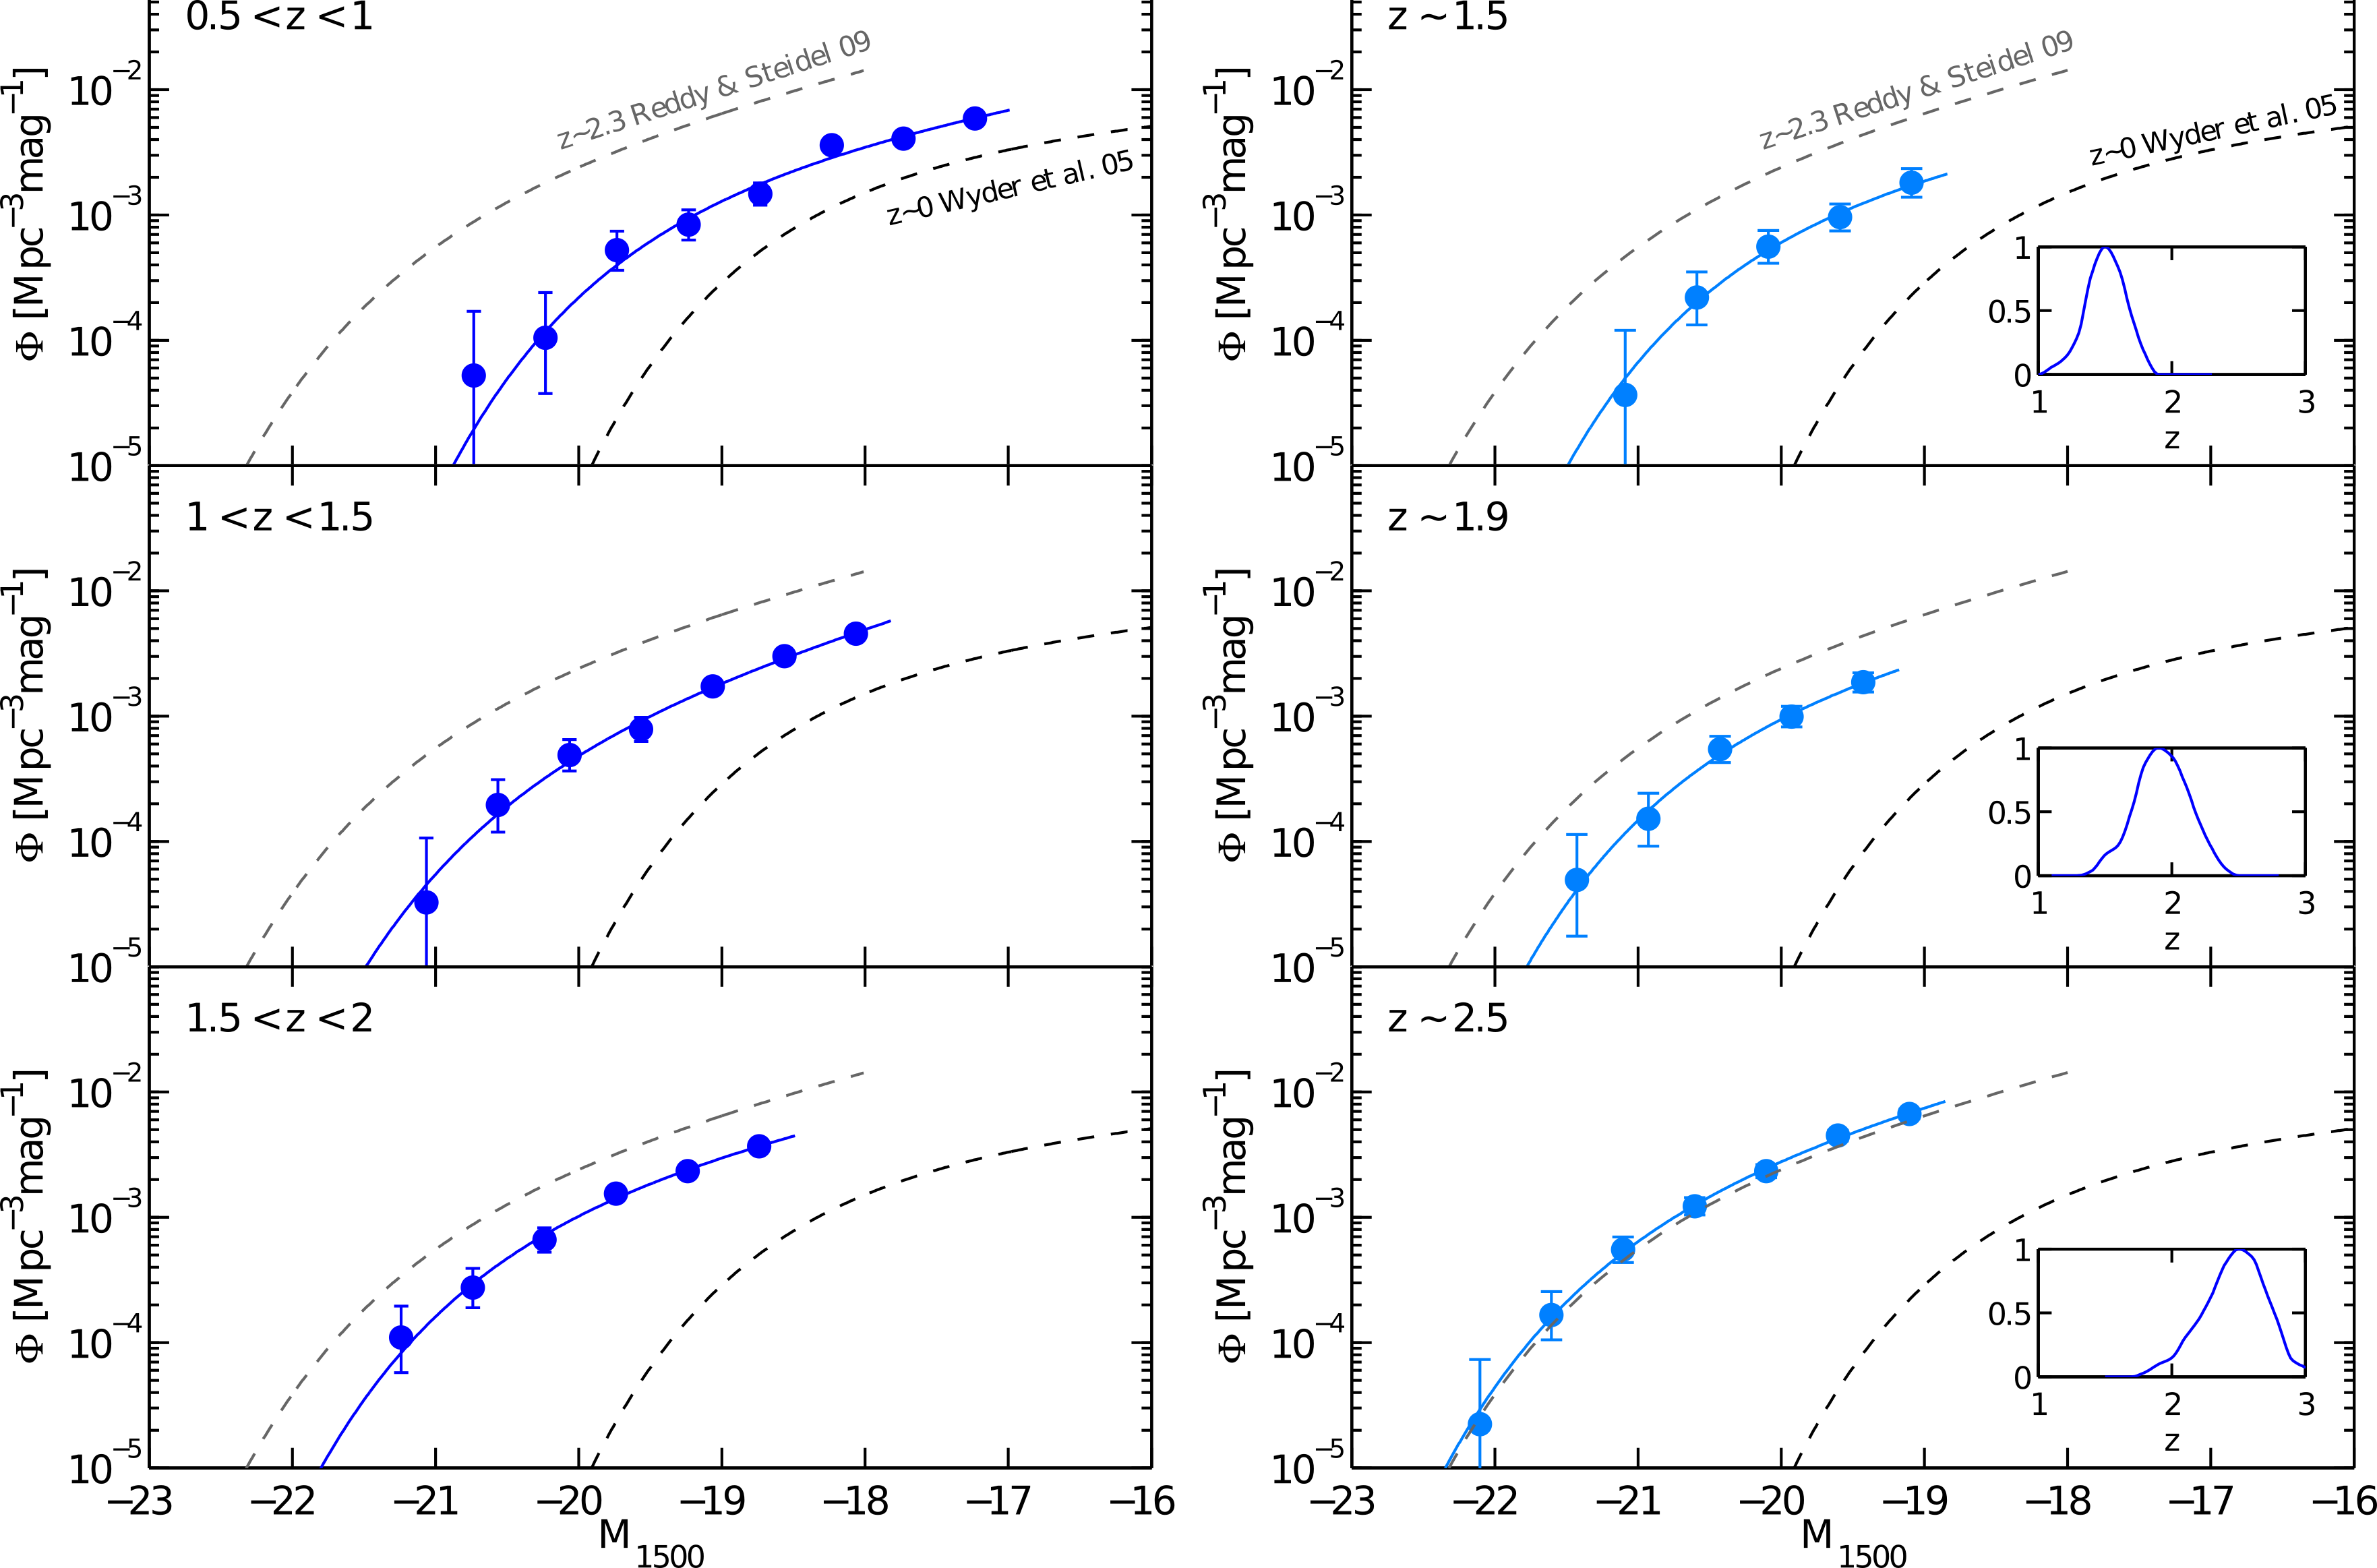 0.5 <z <1
z~2.3 Reddy & Steidel 09
z~0 Wyder et al. 05
Φ [Mpc⁻³mag⁻¹]
10⁻²
10⁻³
10⁻⁴
10⁻⁵
z ~1.5
z~2.3 Reddy & Steidel 09
z~0 Wyder et al. 05
Φ [Mpc⁻³mag⁻¹]
10⁻²
10⁻³
10⁻⁴
10⁻⁵
1
0.5
0
1 2 3
z
1 <z <1.5
Φ [Mpc⁻³mag⁻¹]
10⁻²
10⁻³
10⁻⁴
10⁻⁵
z ~1.9
Φ [Mpc⁻³mag⁻¹]
10⁻²
10⁻³
10⁻⁴
10⁻⁵
1
0.5
0
1 2 3
z
1.5 <z <2
Φ [Mpc⁻³mag⁻¹]
10⁻²
10⁻³
10⁻⁴
10⁻⁵
−23 −22 −21 −20 −19 −18 −17 −16
M₁₅₀₀
z ~2.5
Φ [Mpc⁻³mag⁻¹]
10⁻²
10⁻³
10⁻⁴
10⁻⁵
1
0.5
0
1 2 3
z
−23 −22 −21 −20 −19 −18 −17 −16
M₁₅₀₀